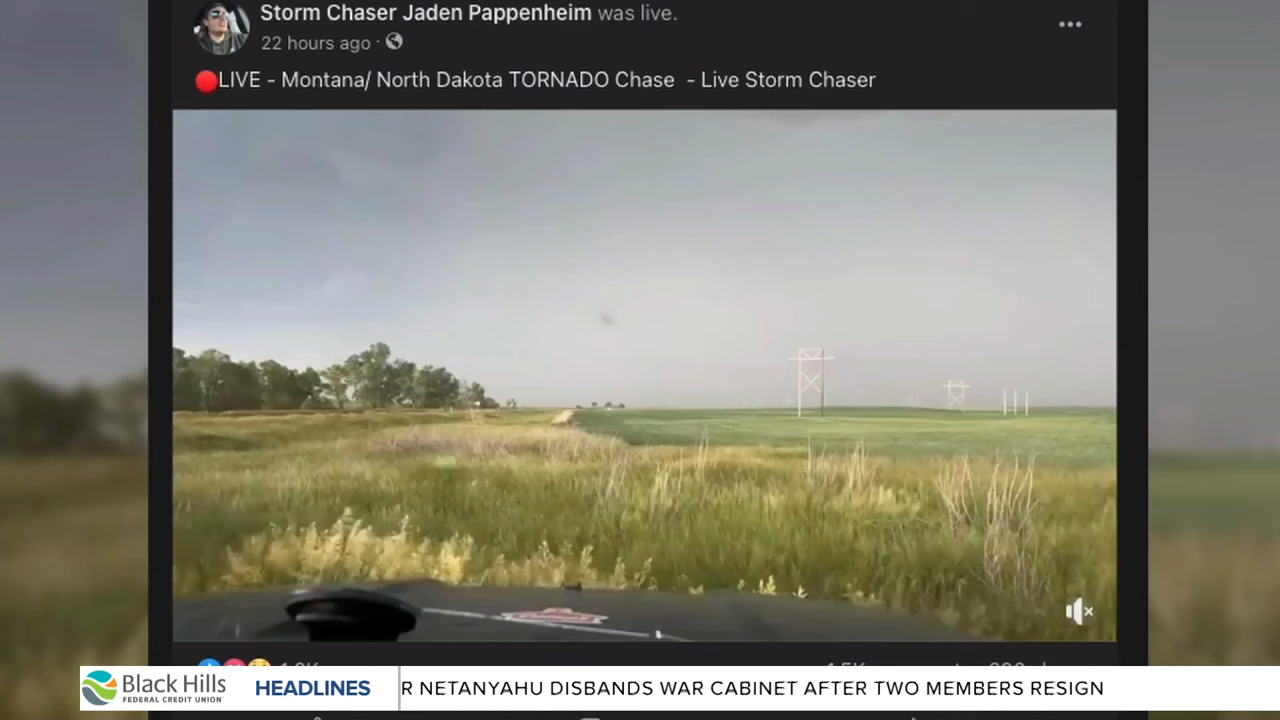 Storm Chaser Jaden Pappenheim was live.
22 hours ago ·
LIVE - Montana/ North Dakota TORNADO Chase - Live Storm Chaser
Black Hills
FEDERAL CREDIT UNION
HEADLINES
R NETANYAHU DISBANDS WAR CABINET AFTER TWO MEMBERS RESIGN